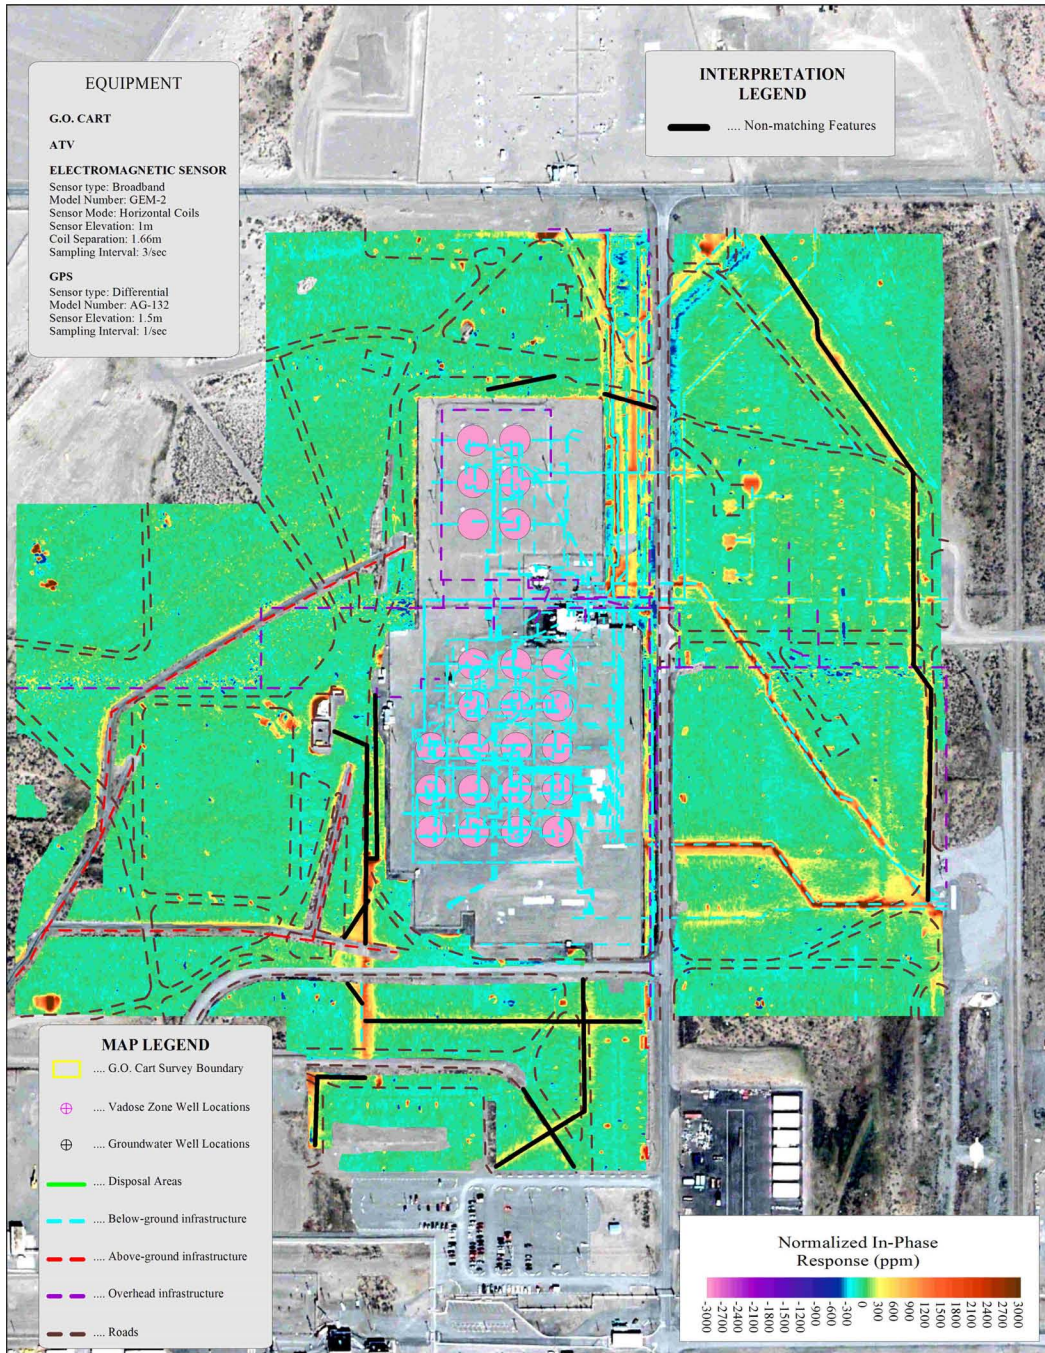 EQUIPMENT
G.O. CART
ATV
ELECTROMAGNETIC SENSOR
Sensor type: Broadband
Model Number: GEM-2
Sensor Mode: Horizontal Coils
Sensor Elevation: 1m
Coil Separation: 1.66m
Sampling Interval: 3/sec
GPS
Sensor type: Differential
Model Number: AG-132
Sensor Elevation: 1.5m
Sampling Interval: 1/sec
INTERPRETATION
LEGEND
.... Non-matching Features
MAP LEGEND
.... G.O. Cart Survey Boundary
.... Vadose Zone Well Locations
.... Groundwater Well Locations
.... Disposal Areas
.... Below-ground infrastructure
.... Above-ground infrastructure
.... Overhead infrastructure
.... Roads
Normalized In-Phase
Response (ppm)
-3000 -2700 -2400 -2100 -1800 -1500 -1200 -900 -600 -300 0 300 600 900 1200 1500 1800 2100 2400 2700 3000